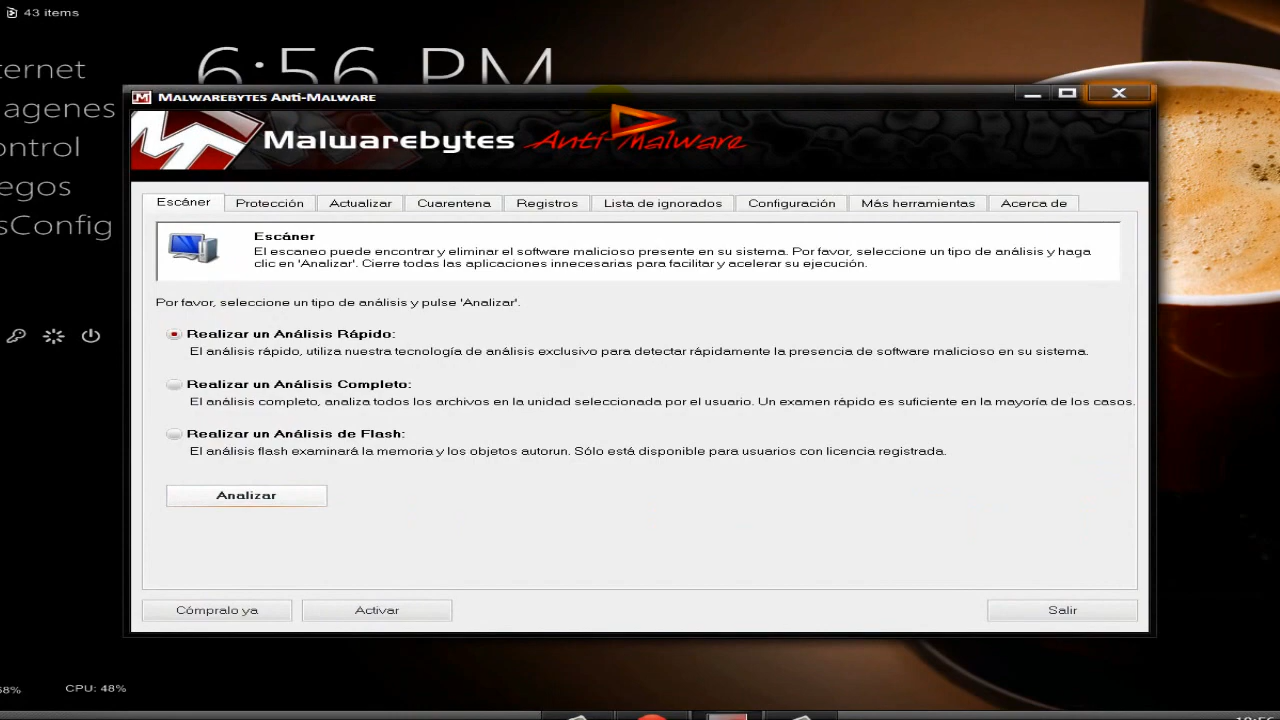 43 items
6:56 PM
ternet
agenes
ontrol
egos
sConfig
Malwarebytes Anti-Malware
Malwarebytes Anti-Malware
Escáner Protección Actualizar Cuarentena Registros Lista de ignorados Configuración Más herramientas Acerca de
Escáner
El escaneo puede encontrar y eliminar el software malicioso presente en su sistema. Por favor, seleccione un tipo de análisis y haga
clic en 'Analizar'. Cierre todas las aplicaciones innecesarias para facilitar y acelerar su ejecución.
Por favor, seleccione un tipo de análisis y pulse 'Analizar'.
Realizar un Análisis Rápido:
El análisis rápido, utiliza nuestra tecnología de análisis exclusivo para detectar rápidamente la presencia de software malicioso en su sistema.
Realizar un Análisis Completo:
El análisis completo, analiza todos los archivos en la unidad seleccionada por el usuario. Un examen rápido es suficiente en la mayoría de los casos.
Realizar un Análisis de Flash:
El análisis flash examinará la memoria y los objetos autorun. Sólo está disponible para usuarios con licencia registrada.
Analizar
Cómpralo ya Activar Salir
68% CPU: 48%